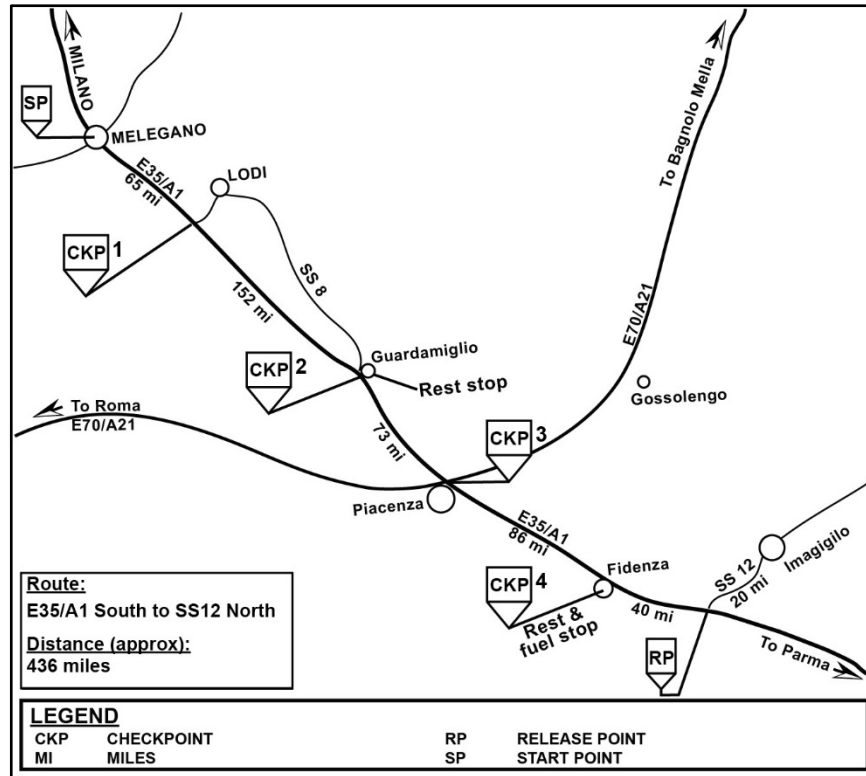 MILANO
SP
MELEGANO
E35/A1
65 mi
LODI
To Bagnolo Mella
CKP 1
SS 8
152 mi
E70/A21
CKP 2
Guardamiglio
Rest stop
Gossolengo
To Roma
E70/A21
73 mi
CKP 3
Piacenza
E35/A1
86 mi
CKP 4
Fidenza
Rest &
fuel stop
40 mi
SS 12
20 mi
Imagigilo
RP
To Parma
Route:
E35/A1 South to SS12 North
Distance (approx):
436 miles
LEGEND
CKP CHECKPOINT RP RELEASE POINT
MI MILES SP START POINT